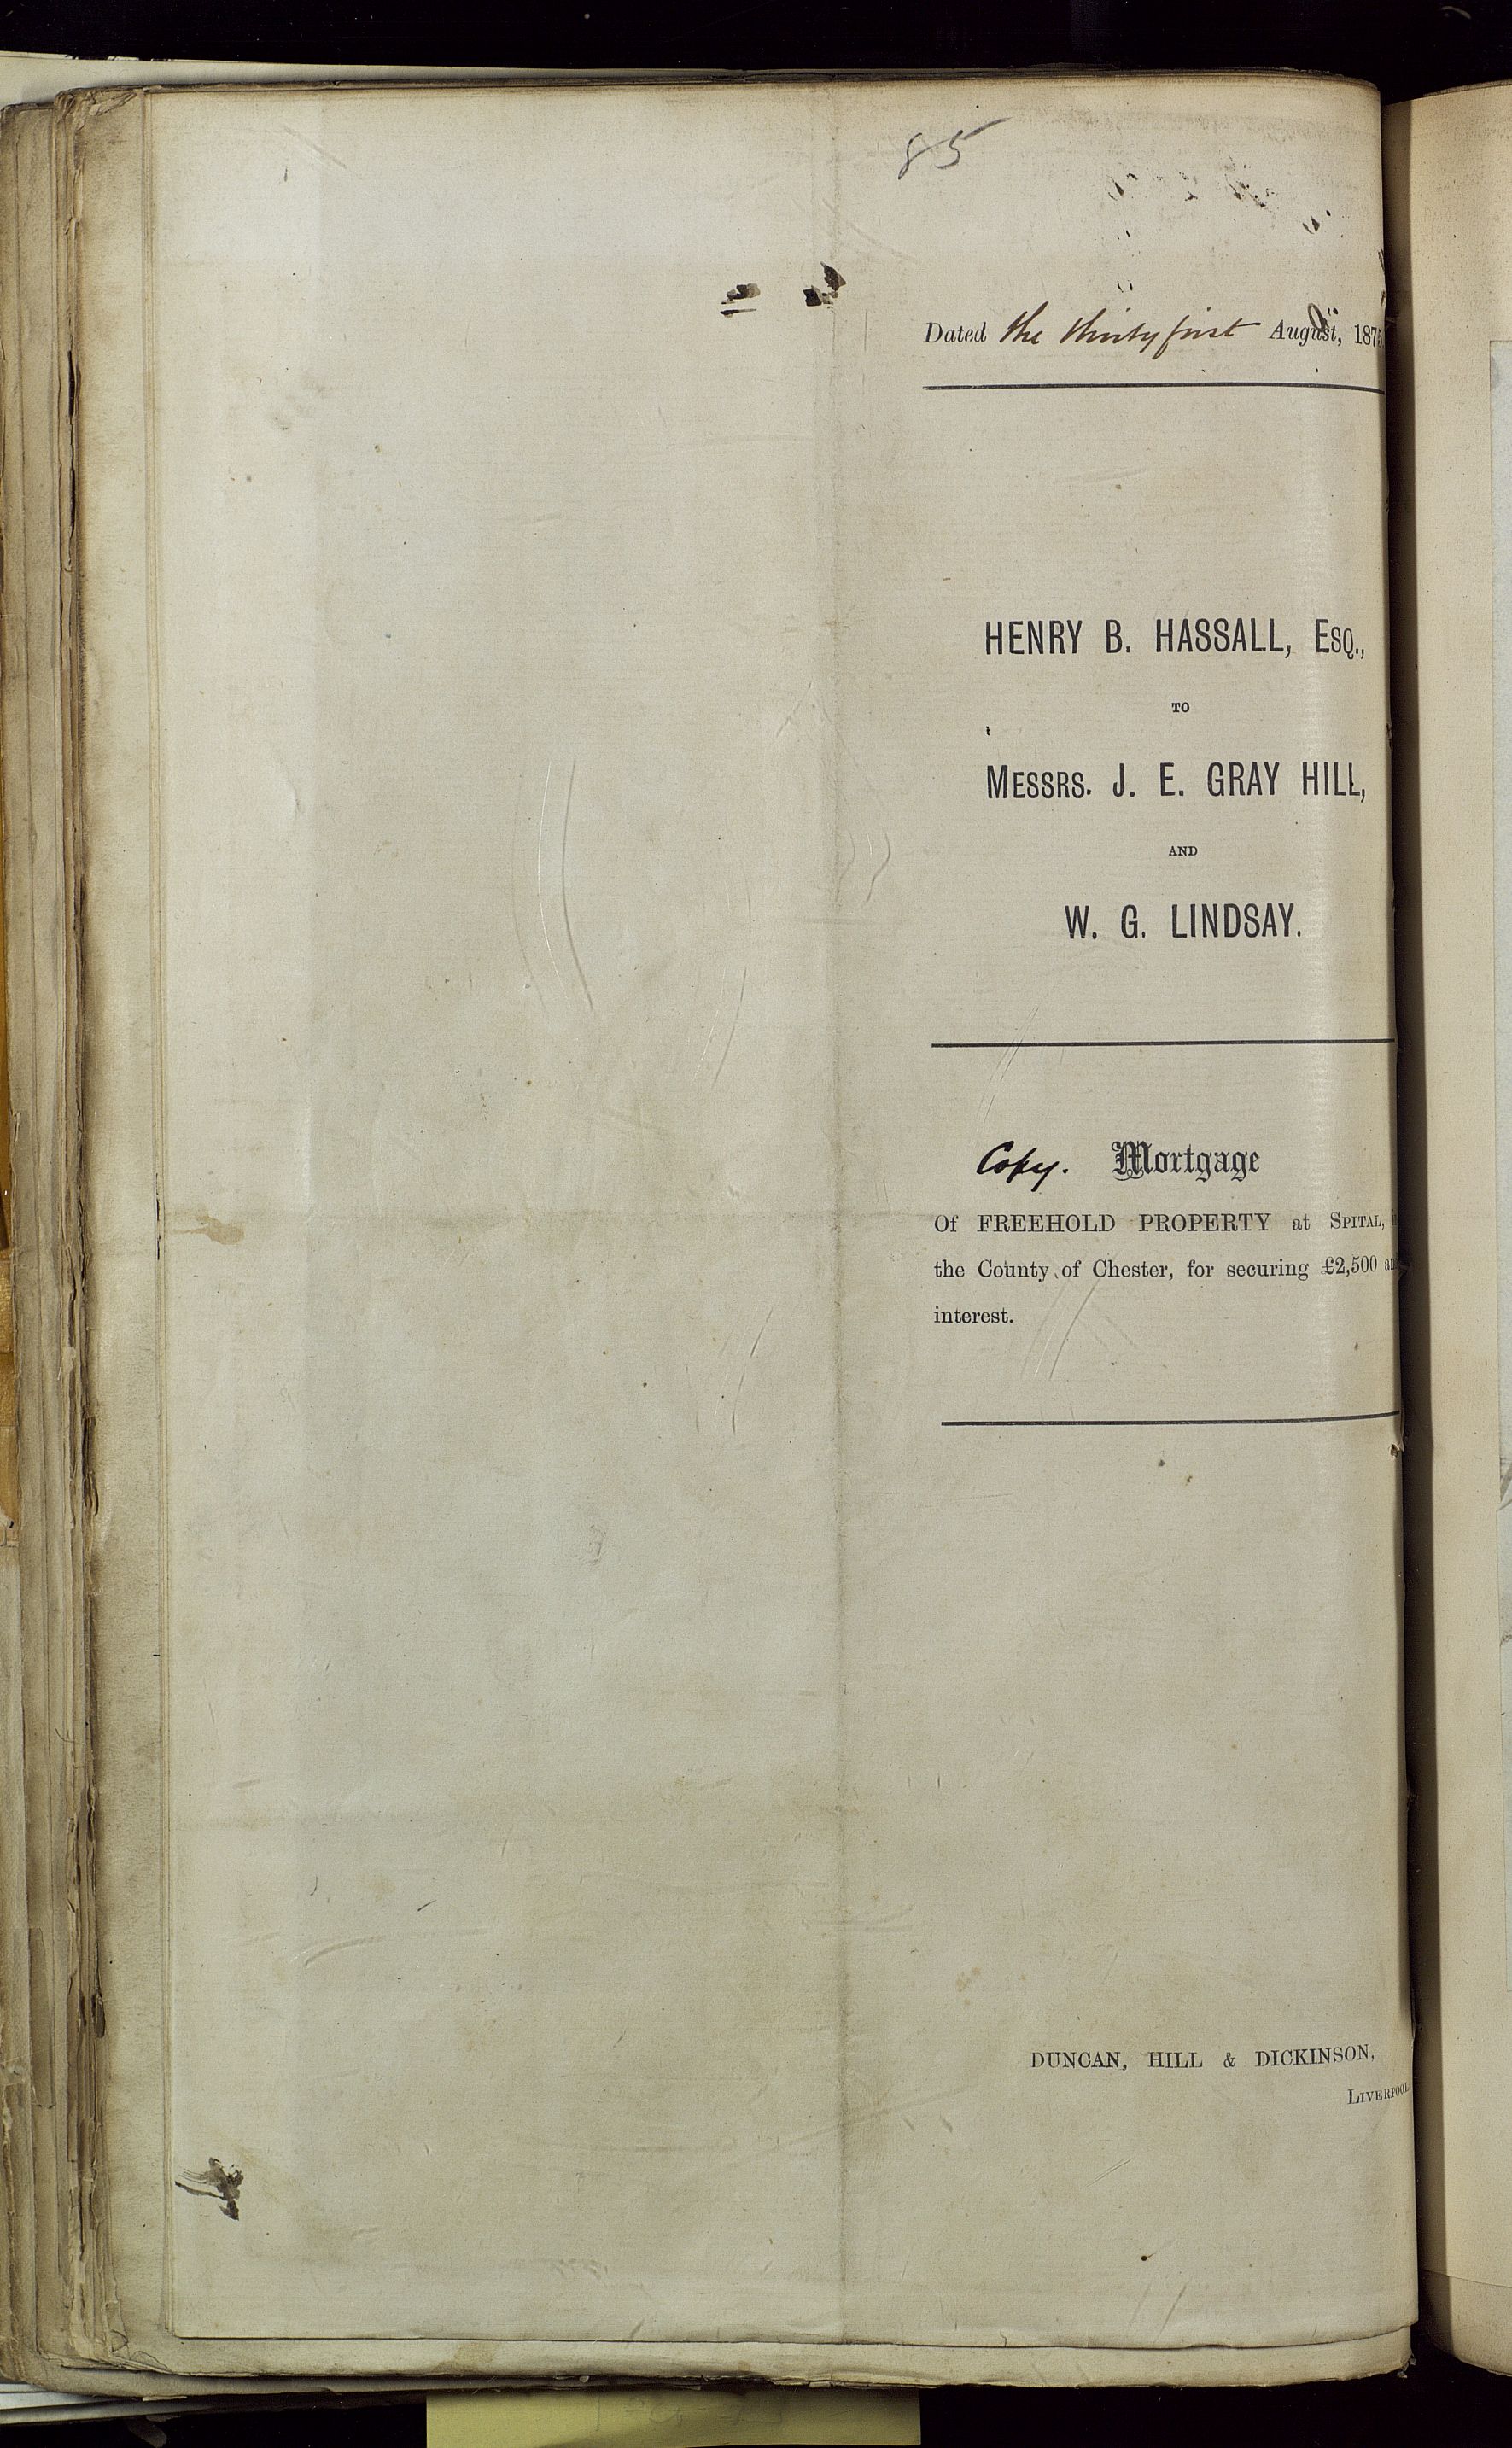 85
Dated the thirty first August, 1875
HENRY B. HASSALL, ESQ.,
TO
MESSRS. J. E. GRAY HILL,
AND
W. G. LINDSAY.
Copy. Mortgage
Of FREEHOLD PROPERTY at SPITAL,
the County of Chester, for securing £2,500
interest.
DUNCAN, HILL & DICKINSON,
LIVERPOOL.